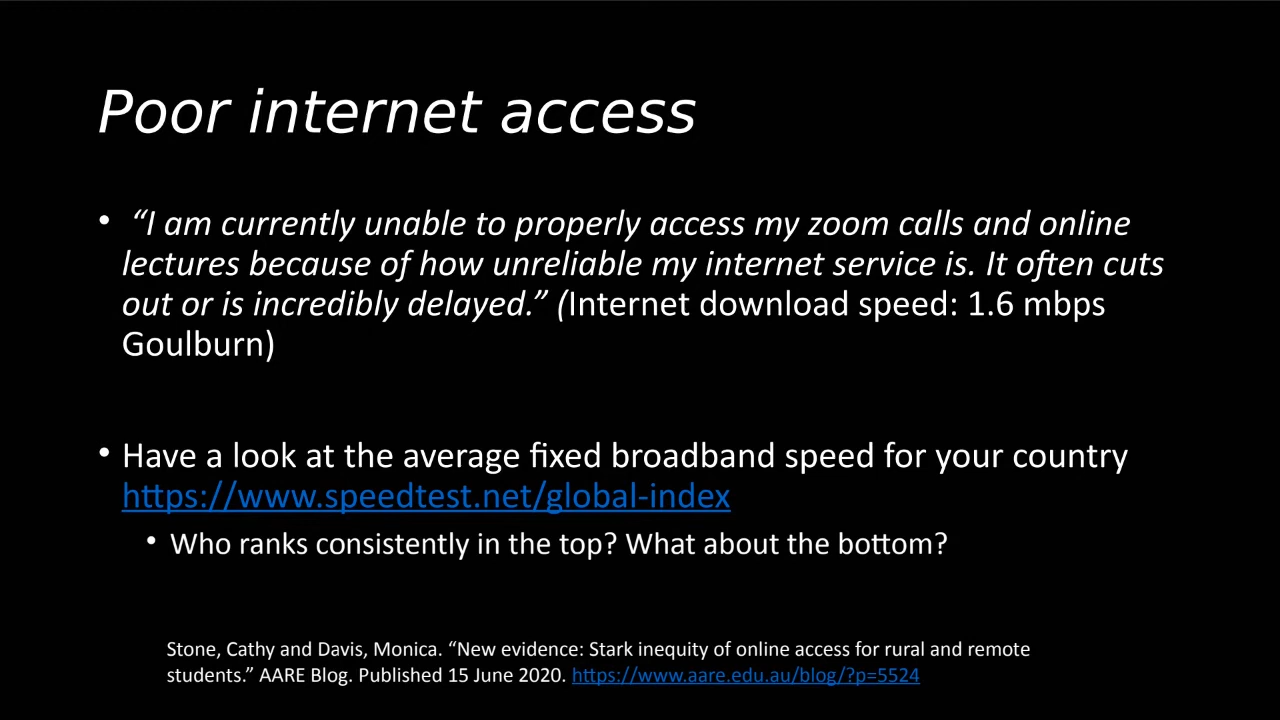 Poor internet access
• “I am currently unable to properly access my zoom calls and online
lectures because of how unreliable my internet service is. It often cuts
out or is incredibly delayed.” (Internet download speed: 1.6 mbps
Goulburn)
• Have a look at the average fixed broadband speed for your country
https://www.speedtest.net/global-index
• Who ranks consistently in the top? What about the bottom?
Stone, Cathy and Davis, Monica. “New evidence: Stark inequity of online access for rural and remote
students.” AARE Blog. Published 15 June 2020. https://www.aare.edu.au/blog/?p=5524